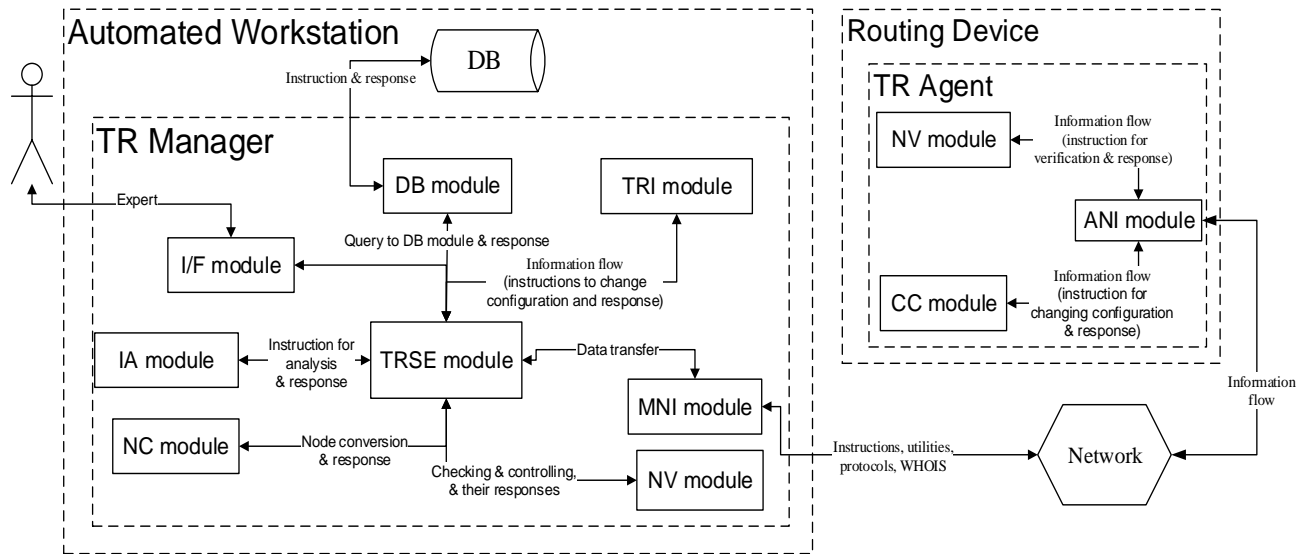 Automated Workstation
DB
Instruction & response
TR Manager
DB module
TRI module
Expert
Query to DB module & response
I/F module
Information flow
(instructions to change
configuration and response)
IA module
Instruction for
analysis
& response
TRSE module
Data transfer
MNI module
NC module
Node conversion
& response
Checking & controlling,
& their responses
NV module
Instructions, utilities,
protocols, WHOIS
Network
Information
flow
Routing Device
TR Agent
NV module
Information flow
(instruction for
verification & response)
ANI module
CC module
Information flow
(instruction for
changing configuration
& response)